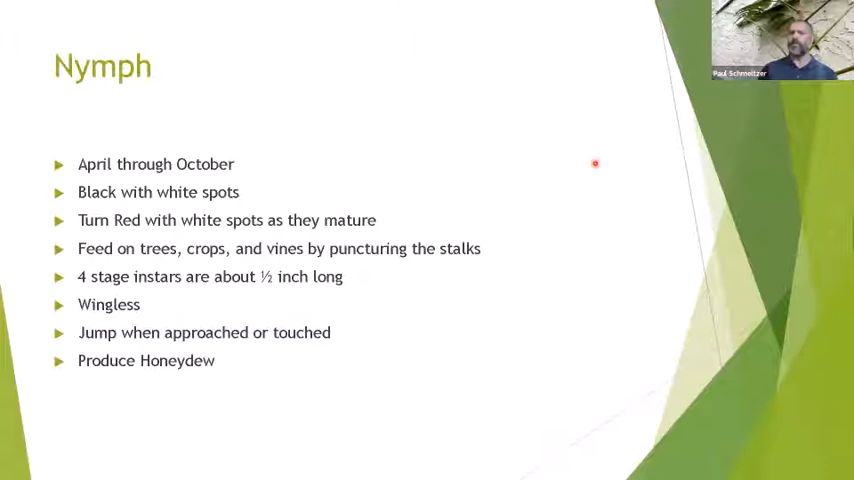 Nymph
April through October
Black with white spots
Turn Red with white spots as they mature
Feed on trees, crops, and vines by puncturing the stalks
4 stage instars are about ½ inch long
Wingless
Jump when approached or touched
Produce Honeydew
Paul Schmeitzer